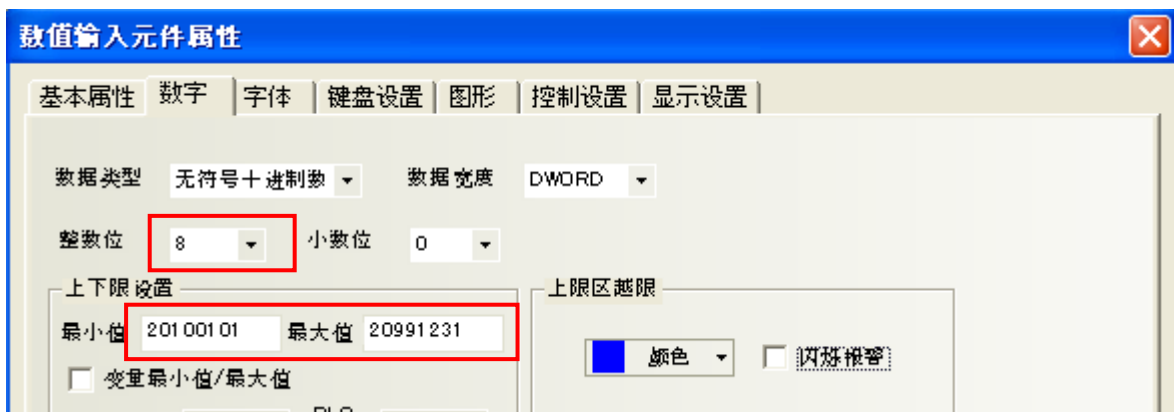 数值输入元件属性
基本属性 数字 字体 键盘设置 图形 控制设置 显示设置
数据类型 无符号十进制数 数据宽度 DWORD
整数位 8 小数位 0
上下限设置 上限区越限
最小值 20100101 最大值 20991231
颜色 闪烁报警
变量最小值/最大值